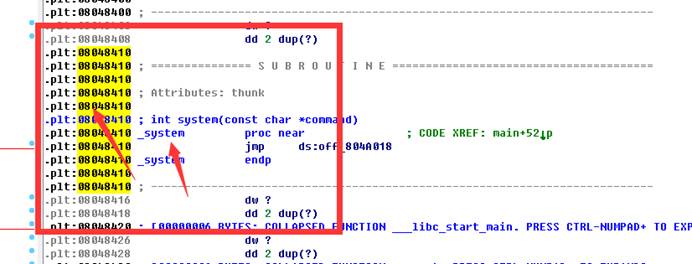 .plt:08048400
.plt:08048400 ; ---------------------------------------------------------------
dw ?
.plt:08048408 dd 2 dup(?)
.plt:08048410
.plt:08048410 ; =============== S U B R O U T I N E =======================================
.plt:08048410
.plt:08048410 ; Attributes: thunk
.plt:08048410
.plt:08048410 ; int system(const char *command)
.plt:08048410 _system proc near ; CODE XREF: main+52↓p
.plt:08048410 jmp ds:off_804A018
.plt:08048410 _system endp
.plt:08048410
.plt:08048410 ; ---------------------------------------------------------------
.plt:08048416 dw ?
.plt:08048418 dd 2 dup(?)
.plt:08048420 ; [00000006 BYTES: COLLAPSED FUNCTION ___libc_start_main. PRESS CTRL-NUMPAD+ TO EXP
.plt:08048426 dw ?
.plt:08048428 dd 2 dup(?)